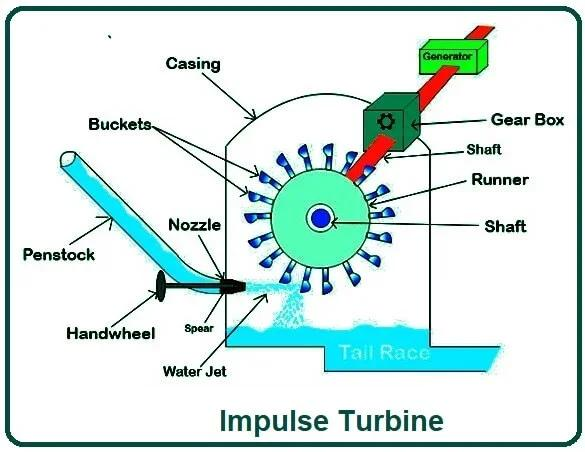 Generator
Casing
Buckets
Gear Box
Shaft
Runner
Nozzle
Shaft
Penstock
Handwheel
Spear
Water Jet
Tail Race
Impulse Turbine